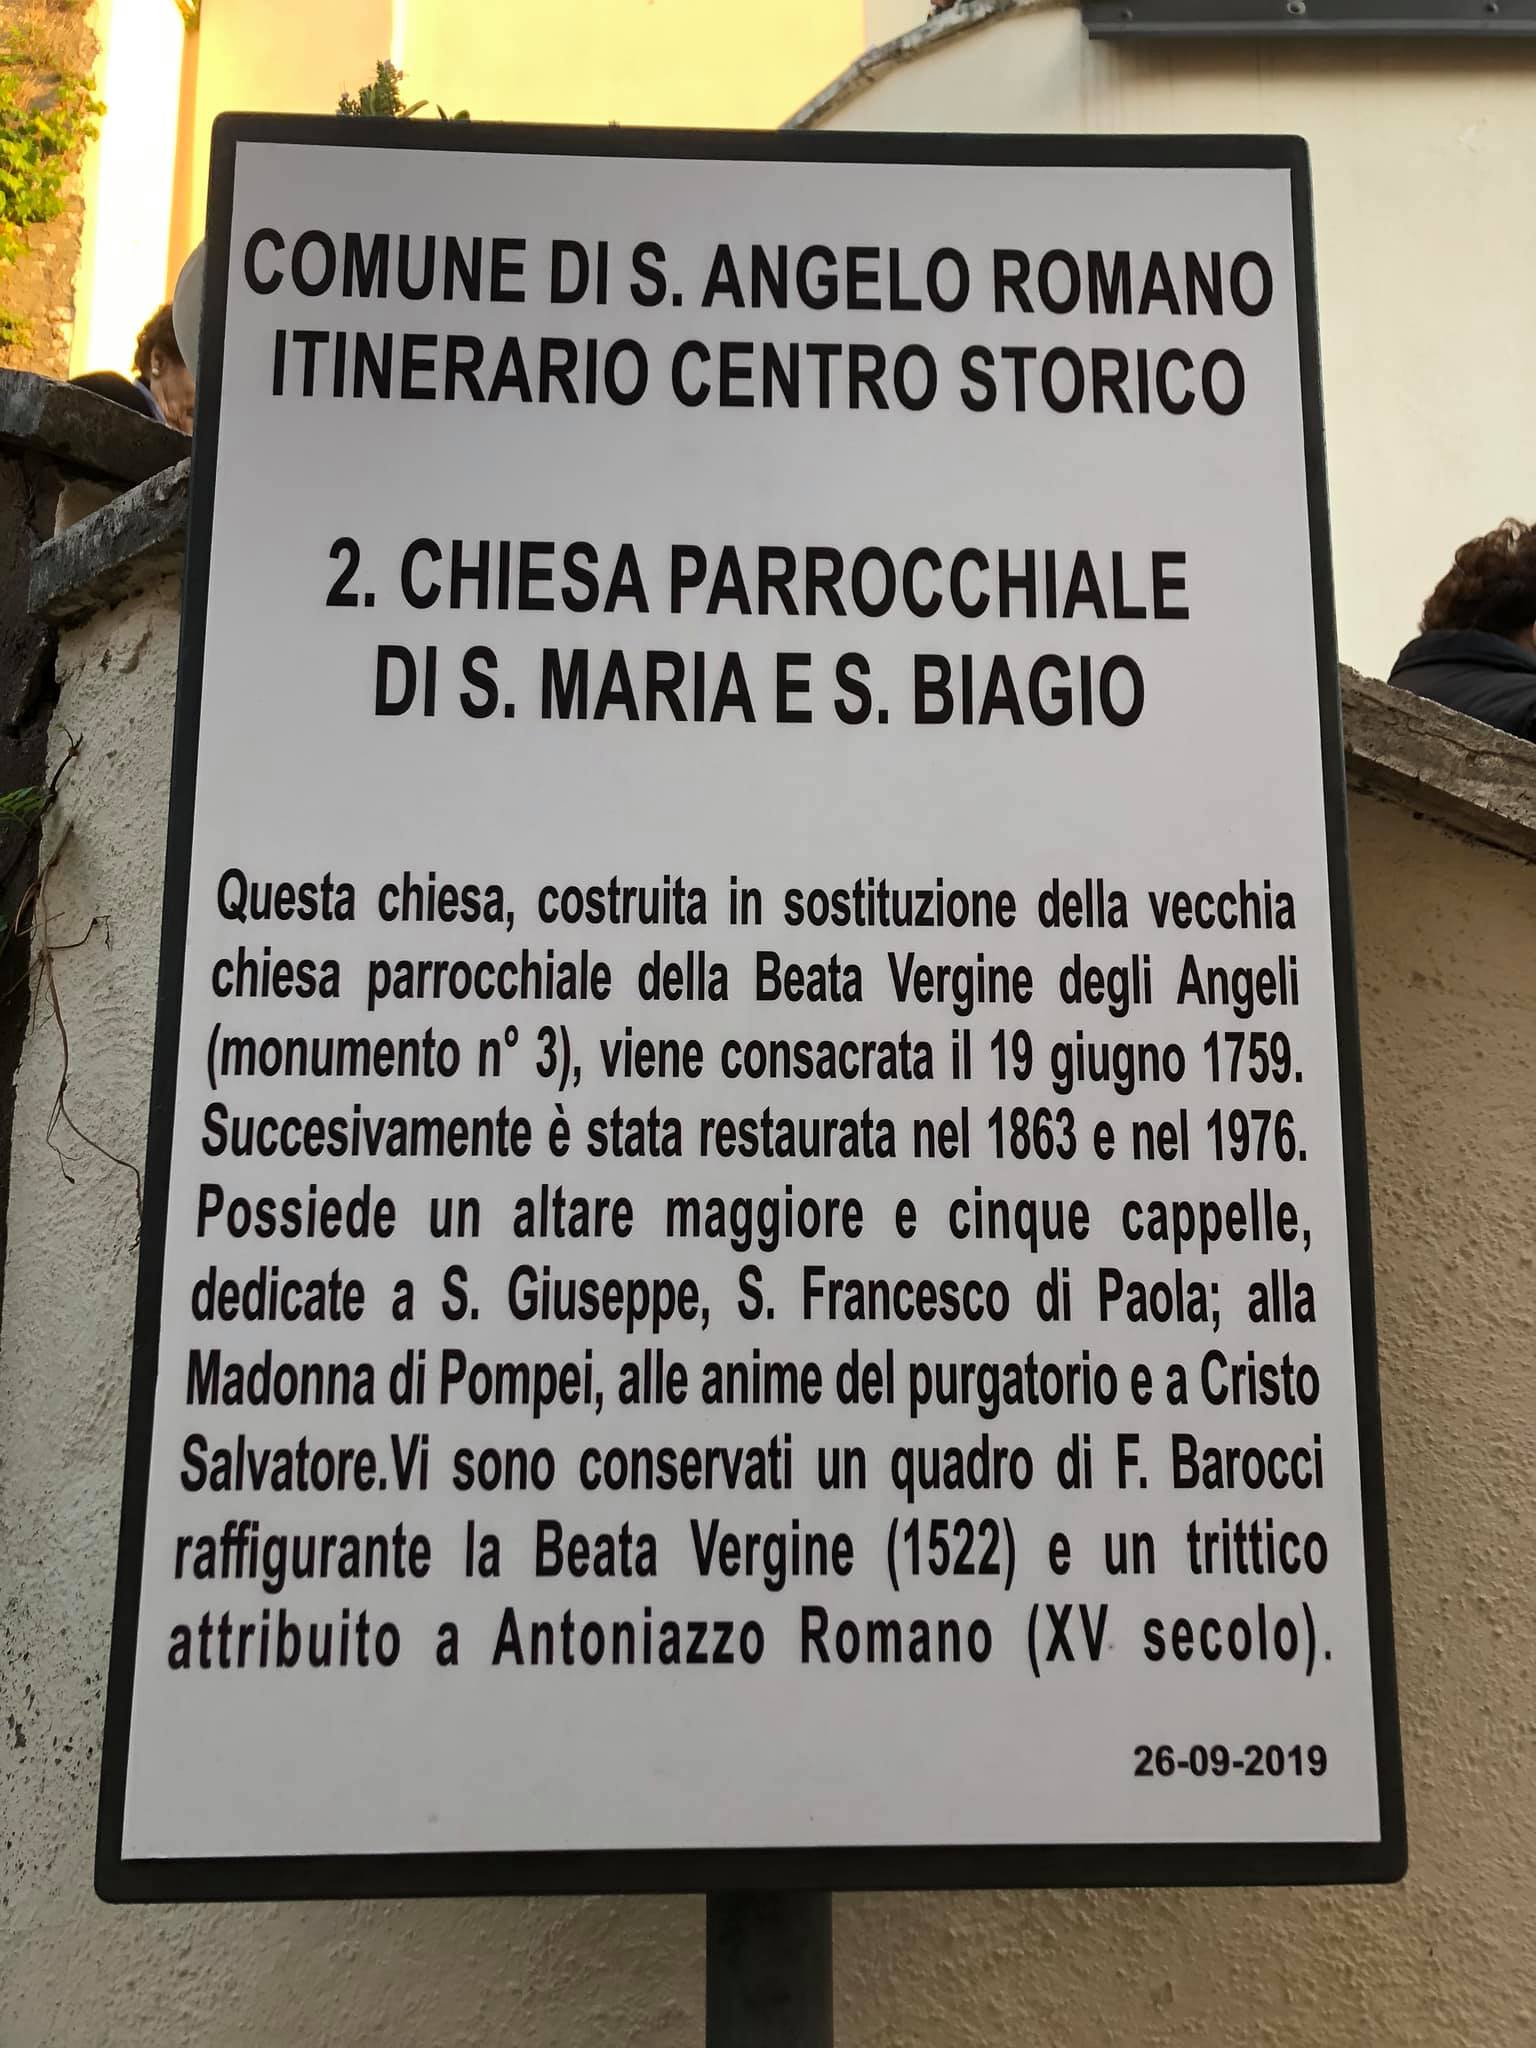 COMUNE DI S. ANGELO ROMANO
ITINERARIO CENTRO STORICO
2. CHIESA PARROCCHIALE
DI S. MARIA E S. BIAGIO
Questa chiesa, costruita in sostituzione della vecchia
chiesa parrocchiale della Beata Vergine degli Angeli
(monumento n° 3), viene consacrata il 19 giugno 1759.
Succesivamente è stata restaurata nel 1863 e nel 1976.
Possiede un altare maggiore e cinque cappelle,
dedicate a S. Giuseppe, S. Francesco di Paola; alla
Madonna di Pompei, alle anime del purgatorio e a Cristo
Salvatore.Vi sono conservati un quadro di F. Barocci
raffigurante la Beata Vergine (1522) e un trittico
attribuito a Antoniazzo Romano (XV secolo).
26-09-2019